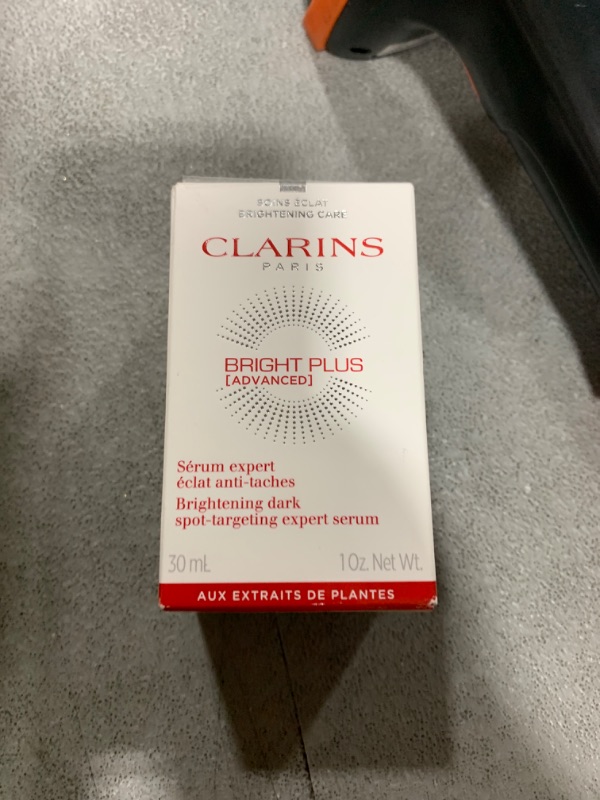 SOINS ÉCLAT
BRIGHTENING CARE
CLARINS
PARIS
BRIGHT PLUS
[ADVANCED]
Sérum expert
éclat anti-taches
Brightening dark
spot-targeting expert serum
30 mL 1 Oz. Net Wt.
AUX EXTRAITS DE PLANTES